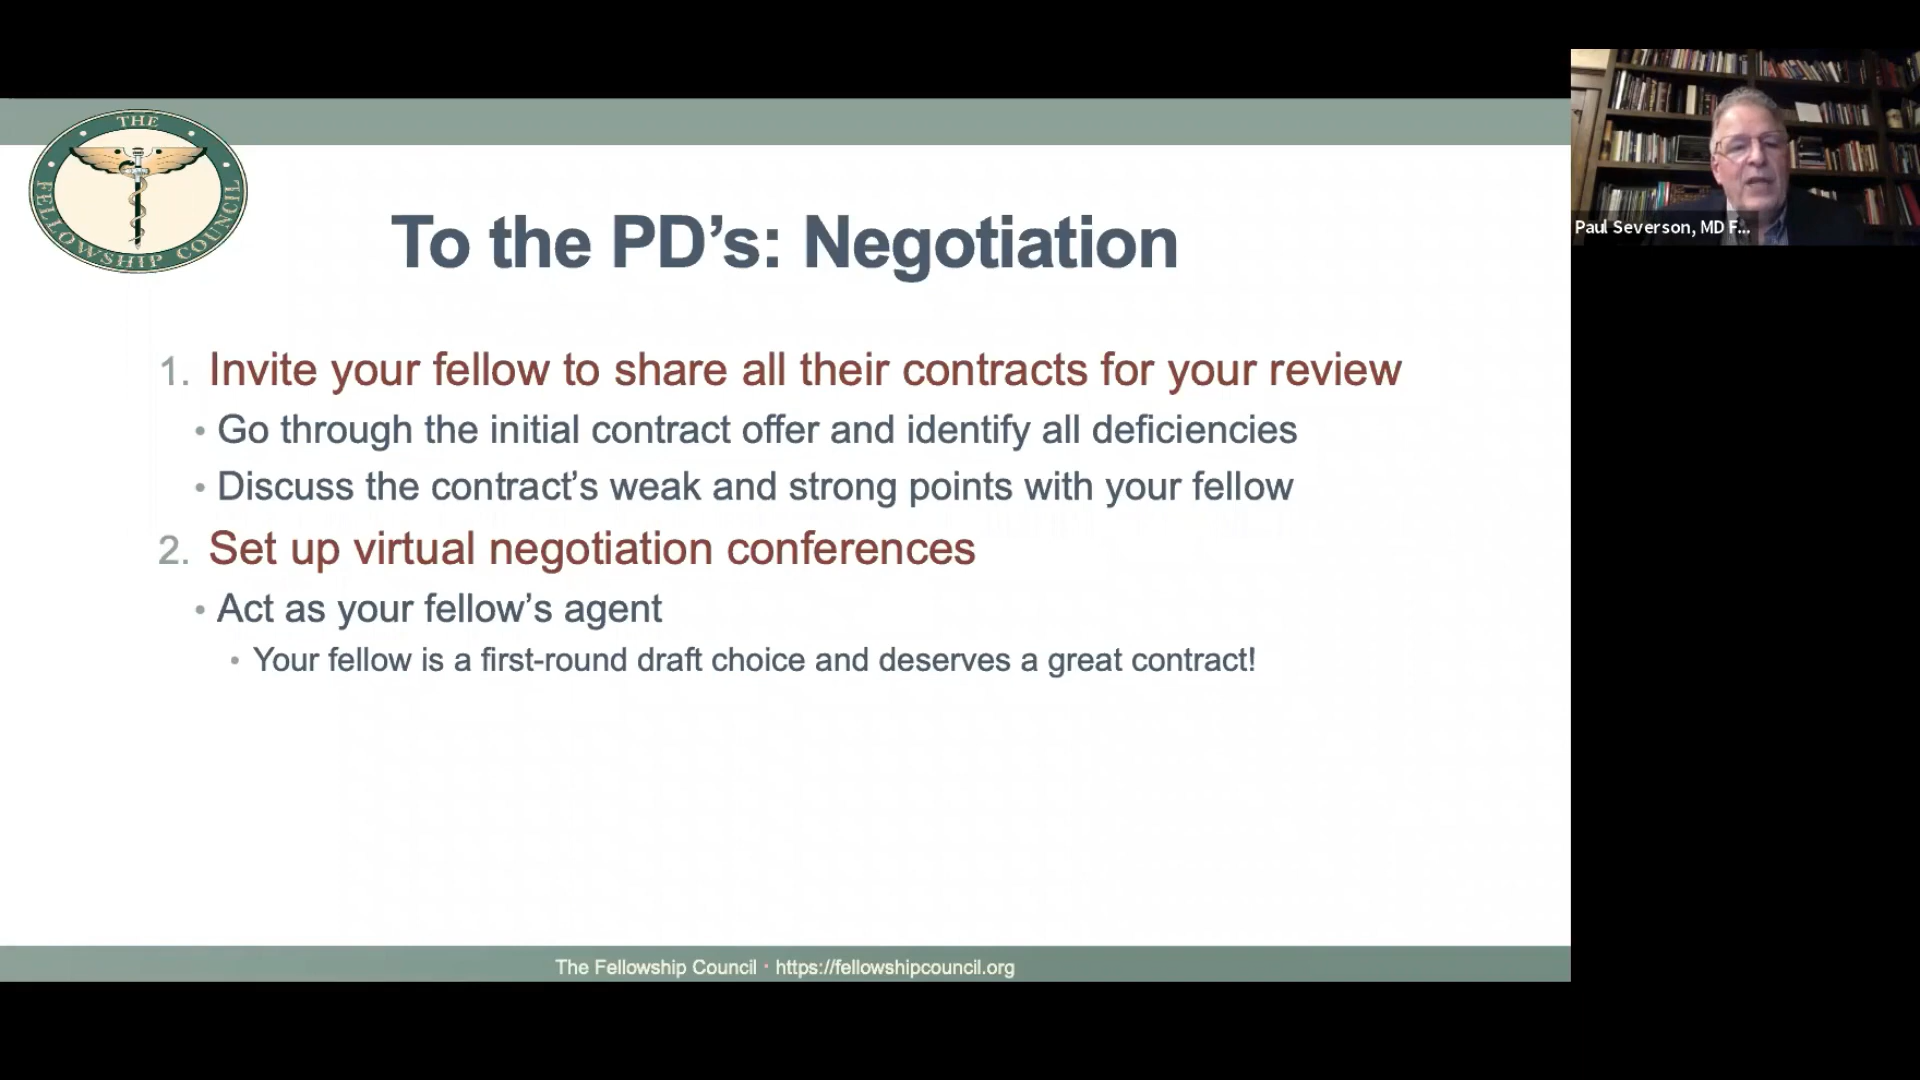 THE FELLOWSHIP COUNCIL
To the PD’s: Negotiation
1. Invite your fellow to share all their contracts for your review
• Go through the initial contract offer and identify all deficiencies
• Discuss the contract’s weak and strong points with your fellow
2. Set up virtual negotiation conferences
• Act as your fellow’s agent
• Your fellow is a first-round draft choice and deserves a great contract!
The Fellowship Council · https://fellowshipcouncil.org
Paul Severson, MD F...